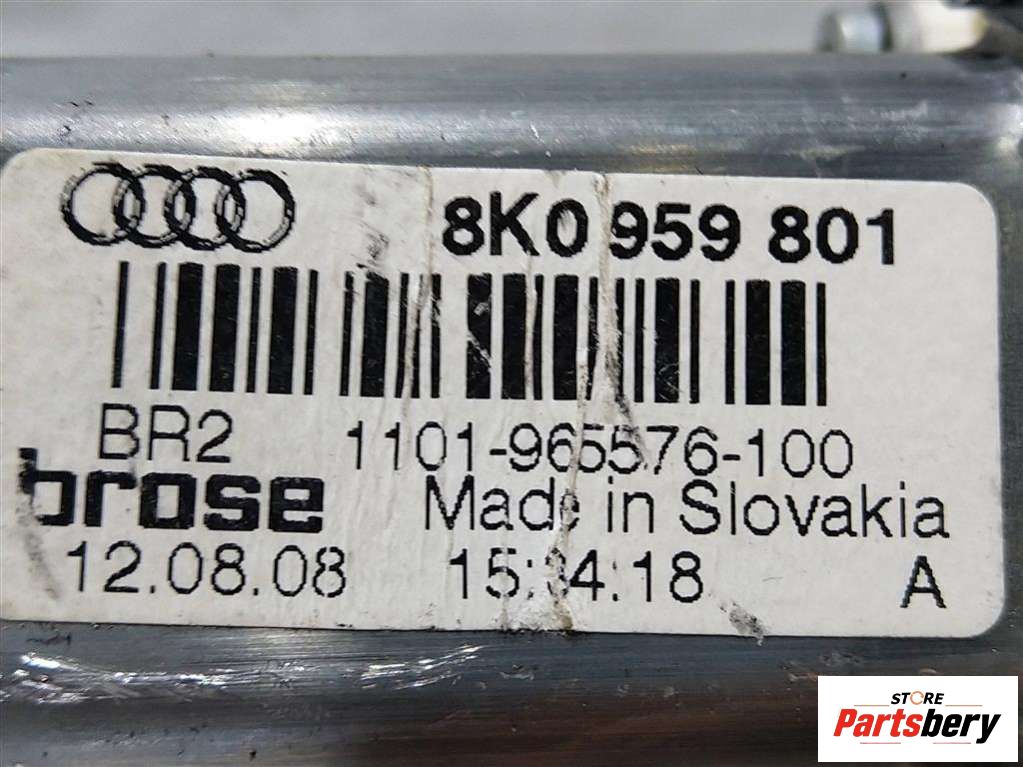 8K0 959 801
BR2 1101-965576-100
brose Made in Slovakia
12.08.08 15:34:18 A
STORE
Partsbery